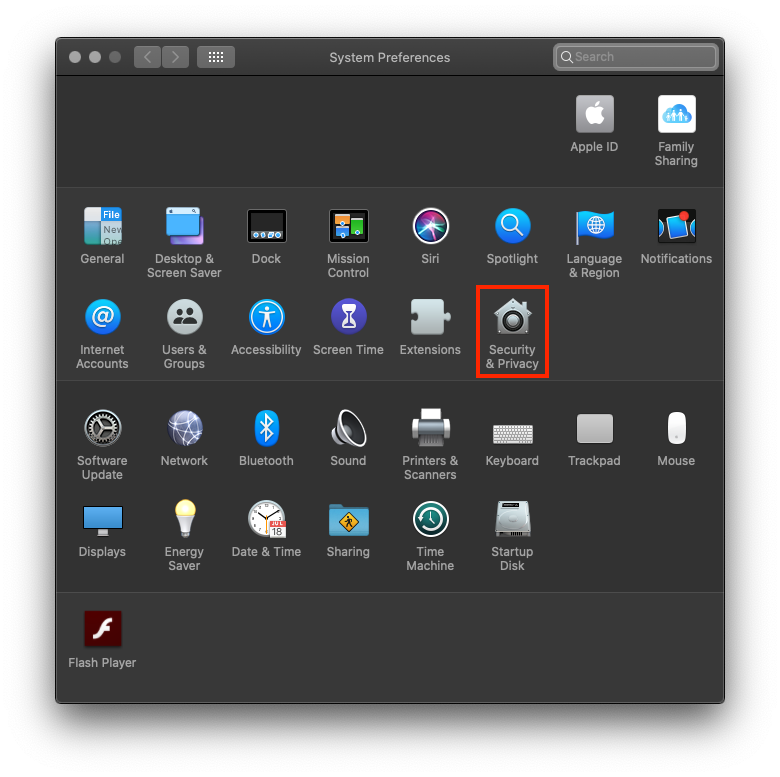 System Preferences
Search
Apple ID
Family
Sharing
File
New
Ope
General
Desktop &
Screen Saver
Dock
Mission
Control
Siri
Spotlight
Language
& Region
Notifications
@
Internet
Accounts
Users &
Groups
Accessibility
Screen Time
Extensions
Security
& Privacy
Software
Update
Network
Bluetooth
Sound
Printers &
Scanners
Keyboard
Trackpad
Mouse
Displays
Energy
Saver
JUL
18
Date & Time
Sharing
Time
Machine
Startup
Disk
Flash Player